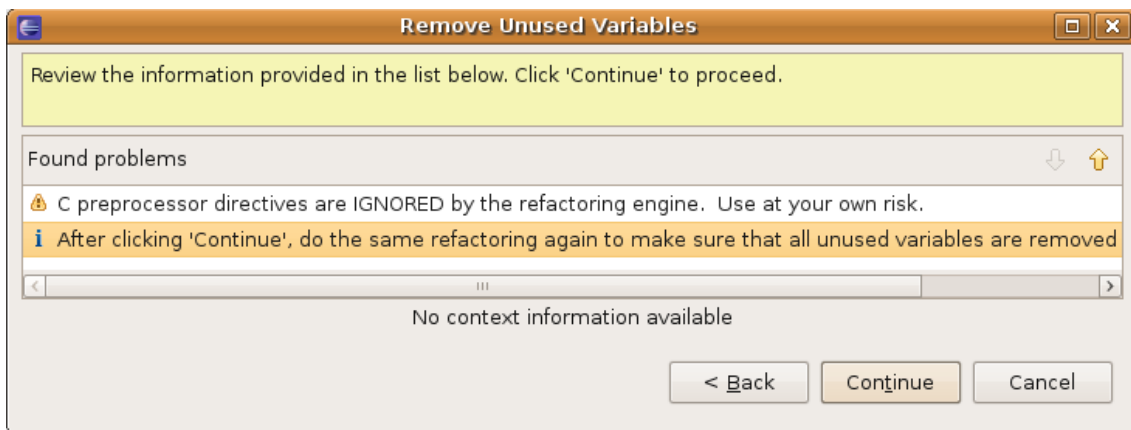 Remove Unused Variables
Review the information provided in the list below. Click 'Continue' to proceed.
Found problems
C preprocessor directives are IGNORED by the refactoring engine.  Use at your own risk.
After clicking 'Continue', do the same refactoring again to make sure that all unused variables are removed
No context information available
< Back
Continue
Cancel